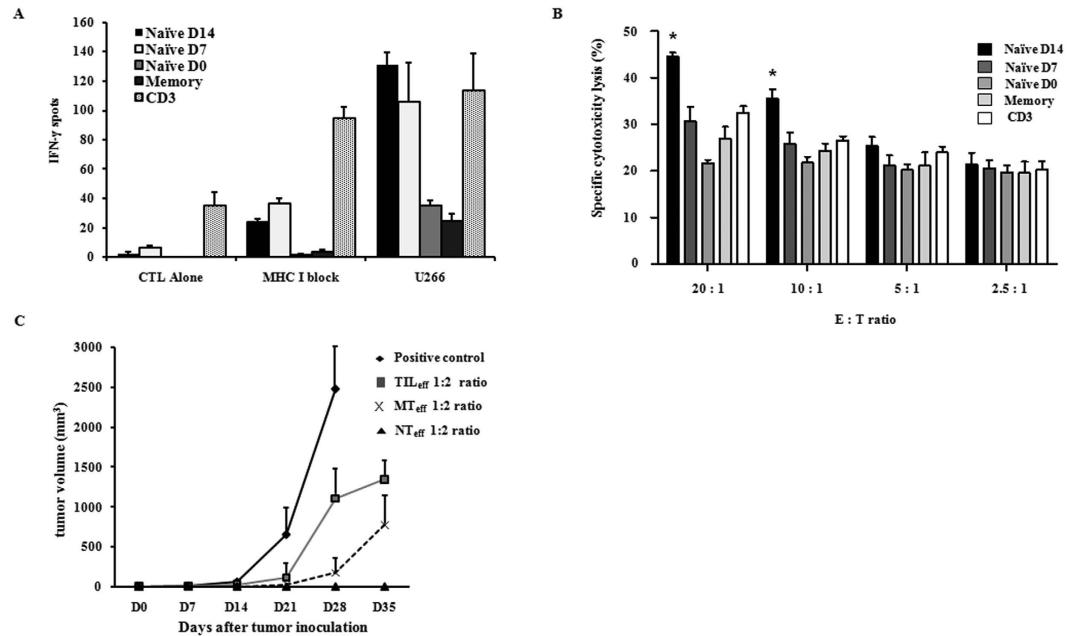 A
IFN-γ spots
160
140
120
100
80
60
40
20
0
Naïve D14
Naïve D7
Naïve D0
Memory
CD3
CTL Alone
MHC I block
U266
B
Specific cytotoxicity lysis (%)
50
40
30
20
10
0
*
*
Naïve D14
Naïve D7
Naïve D0
Memory
CD3
20 : 1
10 : 1
5 : 1
2.5 : 1
E : T ratio
C
tumor volume (mm³)
3000
2500
2000
1500
1000
500
0
Positive control
TILeff 1:2 ratio
MTeff 1:2 ratio
NTeff 1:2 ratio
D0
D7
D14
D21
D28
D35
Days after tumor inoculation